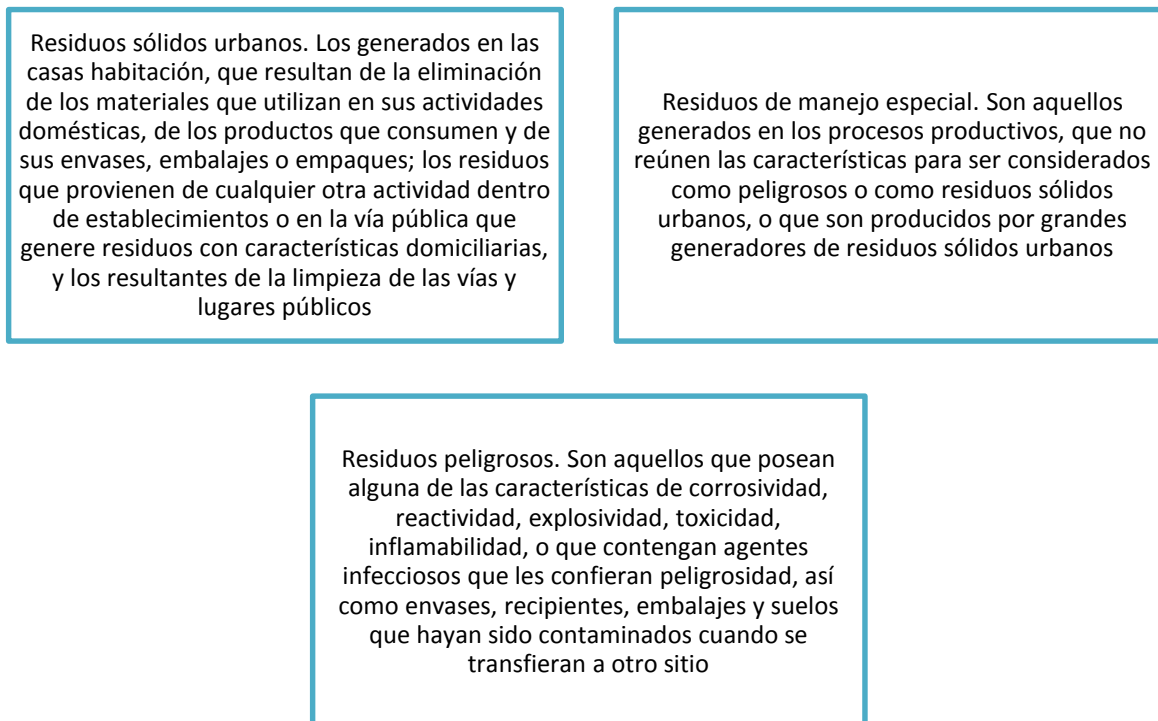 Residuos sólidos urbanos. Los generados en las
casas habitación, que resultan de la eliminación
de los materiales que utilizan en sus actividades
domésticas, de los productos que consumen y de
sus envases, embalajes o empaques; los residuos
que provienen de cualquier otra actividad dentro
de establecimientos o en la vía pública que
genere residuos con características domiciliarias,
y los resultantes de la limpieza de las vías y
lugares públicos
Residuos de manejo especial. Son aquellos
generados en los procesos productivos, que no
reúnen las características para ser considerados
como peligrosos o como residuos sólidos
urbanos, o que son producidos por grandes
generadores de residuos sólidos urbanos
Residuos peligrosos. Son aquellos que posean
alguna de las características de corrosividad,
reactividad, explosividad, toxicidad,
inflamabilidad, o que contengan agentes
infecciosos que les confieran peligrosidad, así
como envases, recipientes, embalajes y suelos
que hayan sido contaminados cuando se
transfieran a otro sitio